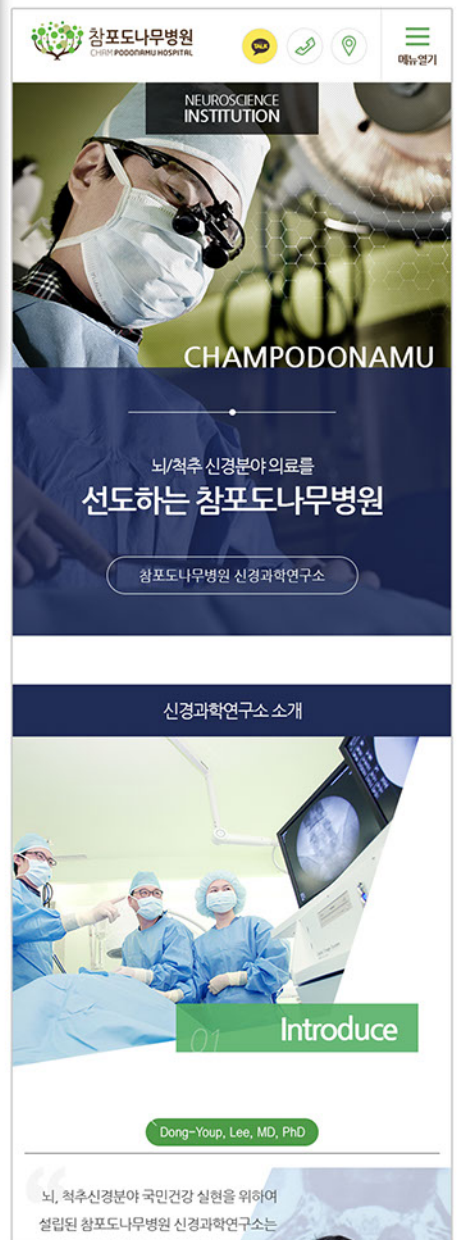 참포도나무병원
CHAMPODONAMU HOSPITAL
TALK
메뉴열기
NEUROSCIENCE
INSTITUTION
CHAMPODONAMU
뇌/척추 신경분야 의료를
선도하는 참포도나무병원
참포도나무병원 신경과학연구소
신경과학연구소 소개
01 Introduce
Dong-Youp, Lee, MD, PhD
“
뇌, 척추신경분야 국민건강 실현을 위하여
설립된 참포도나무병원 신경과학연구소는